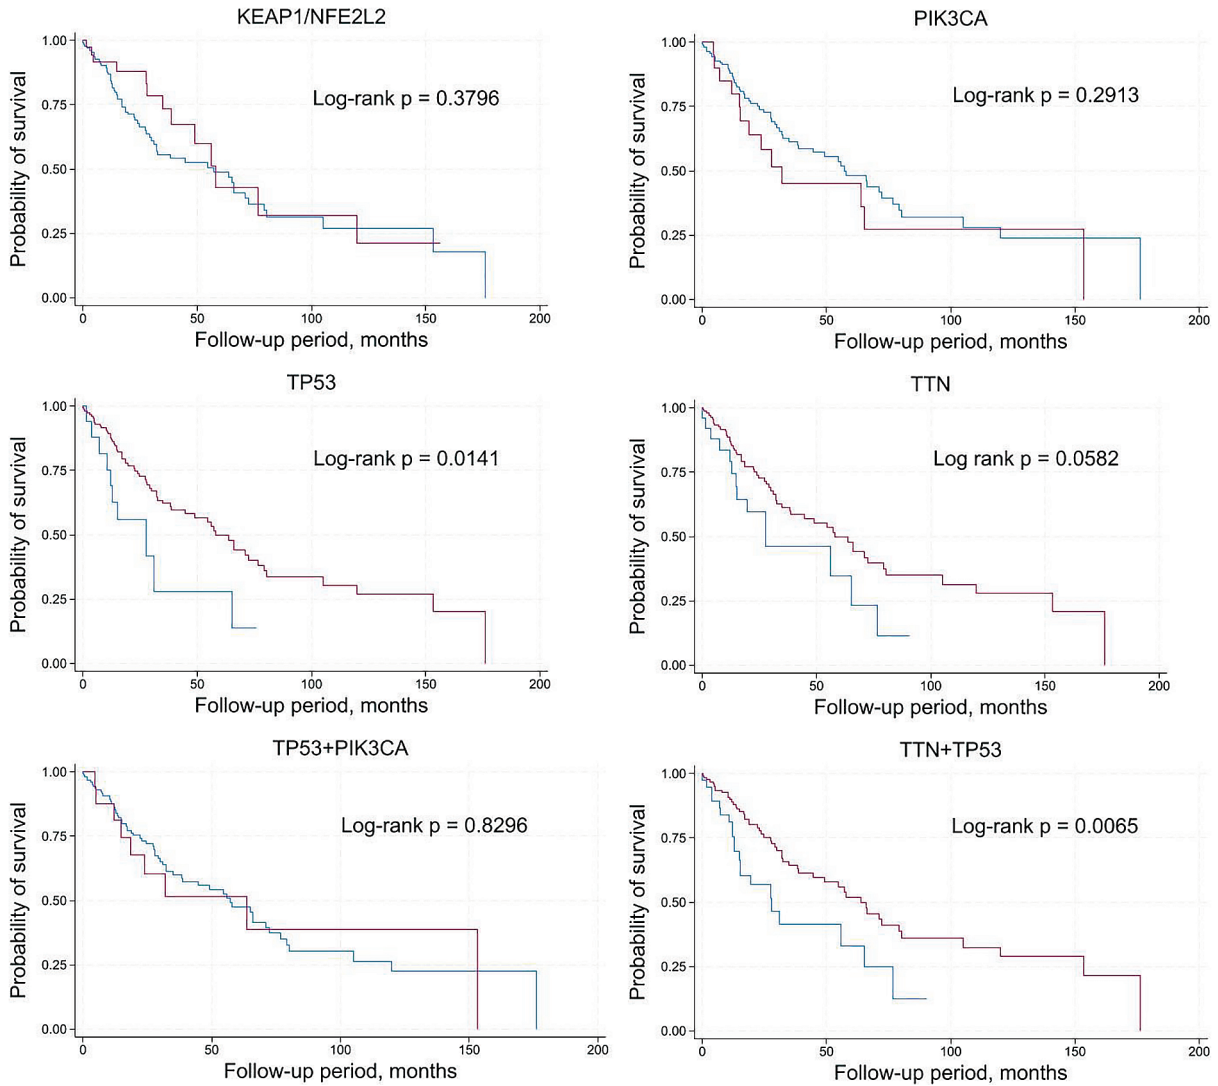 KEAP1/NFE2L2
Probability of survival
1.00
0.75
0.50
0.25
0.00
Log-rank p = 0.3796
0 50 100 150 200
Follow-up period, months
PIK3CA
Probability of survival
1.00
0.75
0.50
0.25
0.00
Log-rank p = 0.2913
0 50 100 150 200
Follow-up period, months
TP53
Probability of survival
1.00
0.75
0.50
0.25
0.00
Log-rank p = 0.0141
0 50 100 150 200
Follow-up period, months
TTN
Probability of survival
1.00
0.75
0.50
0.25
0.00
Log rank p = 0.0582
0 50 100 150 200
Follow-up period, months
TP53+PIK3CA
Probability of survival
1.00
0.75
0.50
0.25
0.00
Log-rank p = 0.8296
0 50 100 150 200
Follow-up period, months
TTN+TP53
Probability of survival
1.00
0.75
0.50
0.25
0.00
Log-rank p = 0.0065
0 50 100 150 200
Follow-up period, months